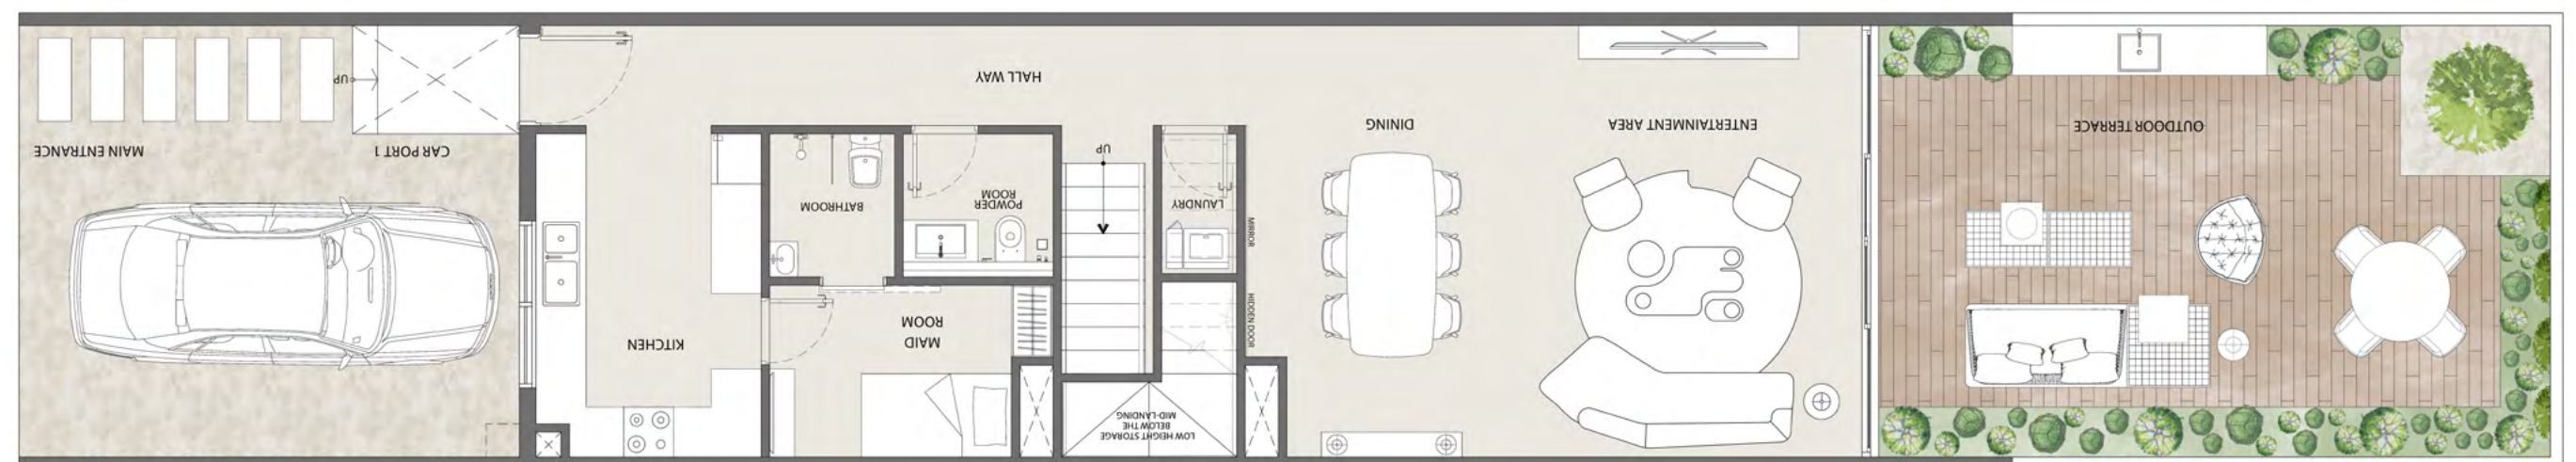 MAIN ENTRANCE
CAR PORT 1
UP
HALL WAY
KITCHEN
BATHROOM
POWDER
ROOM
MAID
ROOM
UP
LAUNDRY
MIRROR
HIDDEN DOOR
LOW HEIGHT STORAGE
BELOW THE
MID-LANDING
DINING
ENTERTAINMENT AREA
OUTDOOR TERRACE